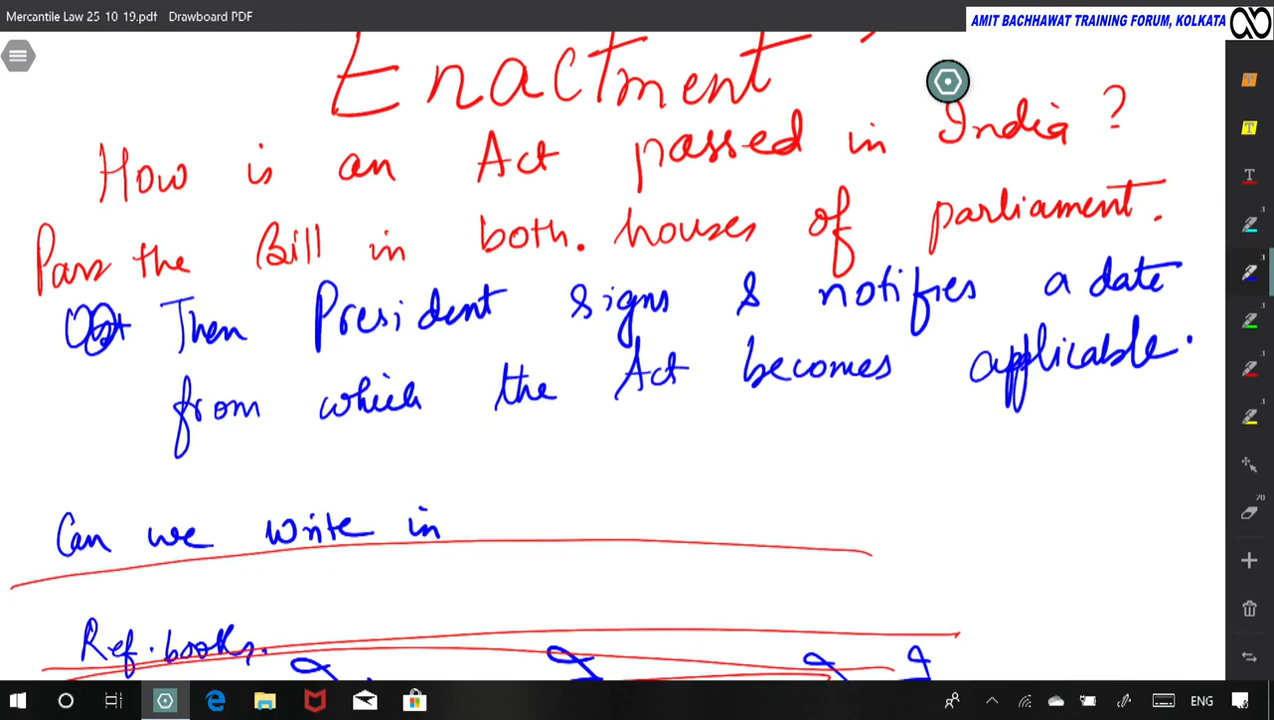 Mercantile Law 25 10 19.pdf Drawboard PDF
AMIT BACHHAWAT TRAINING FORUM, KOLKATA
Enactment
How is an Act passed in India?
Pass the Bill in both. houses of parliament.
Then President signs & notifies a date
from which the Act becomes applicable.
Can we write in
Ref. books.
ENG